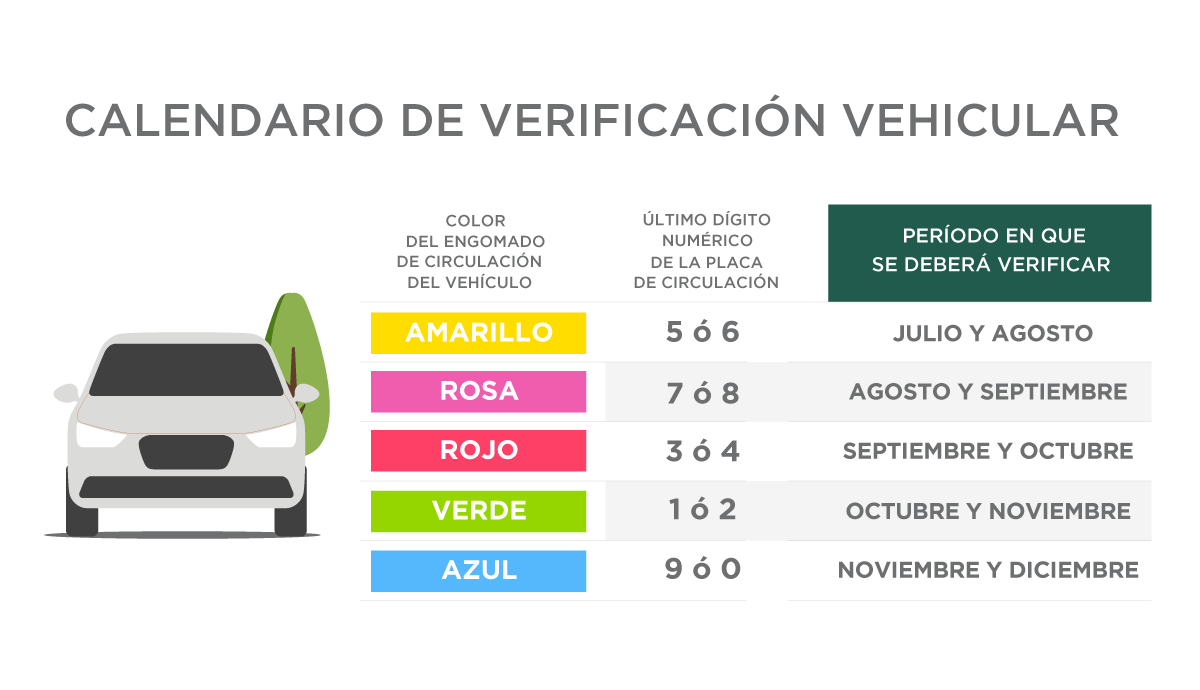 CALENDARIO DE VERIFICACIÓN VEHICULAR
COLOR
DEL ENGOMADO
DE CIRCULACIÓN
DEL VEHÍCULO
ÚLTIMO DÍGITO
NUMÉRICO
DE LA PLACA
DE CIRCULACIÓN
PERÍODO EN QUE
SE DEBERÁ VERIFICAR
AMARILLO 5 ó 6 JULIO Y AGOSTO
ROSA 7 ó 8 AGOSTO Y SEPTIEMBRE
ROJO 3 ó 4 SEPTIEMBRE Y OCTUBRE
VERDE 1 ó 2 OCTUBRE Y NOVIEMBRE
AZUL 9 ó 0 NOVIEMBRE Y DICIEMBRE